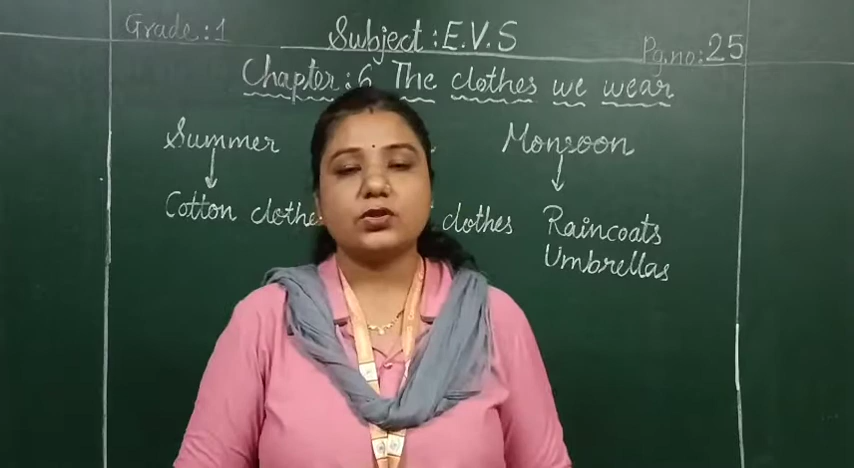 Grade : 1 Subject : E.V.S Pg.no : 25
Chapter : 6 The clothes we wear
Summer Monsoon
Cotton clothes clothes Raincoats
Umbrellas